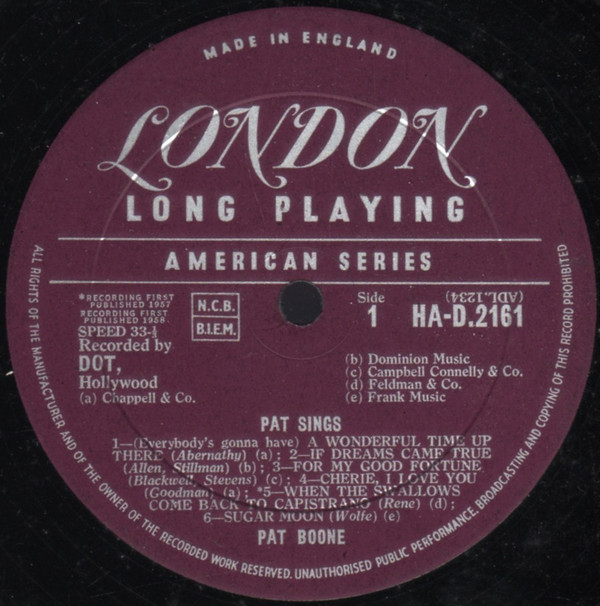 MADE IN ENGLAND
LONDON
LONG PLAYING
AMERICAN SERIES
*RECORDING FIRST
PUBLISHED 1957
RECORDING FIRST
PUBLISHED 1958
SPEED 33-⅓
Recorded by
DOT,
Hollywood
(a) Chappell & Co.
N.C.B.
B.I.E.M.
Side
1
(ADL.1234)
HA-D.2161
(b) Dominion Music
(c) Campbell Connelly & Co.
(d) Feldman & Co.
(e) Frank Music
PAT SINGS
1—(Everybody's gonna have) A WONDERFUL TIME UP
THERE (Abernathy) (a) ; 2—IF DREAMS CAME TRUE
(Allen, Stillman) (b) ; 3—FOR MY GOOD FORTUNE
(Blackwell, Stevens) (c) ; 4—CHERIE, I LOVE YOU
(Goodman) (a) ; *5—WHEN THE SWALLOWS
COME BACK TO CAPISTRANO (Rene) (d) ;
6—SUGAR MOON (Wolfe) (e)
PAT BOONE
ALL RIGHTS OF THE MANUFACTURER AND OF THE OWNER OF THE RECORDED WORK RESERVED. UNAUTHORISED PUBLIC PERFORMANCE, BROADCASTING AND COPYING OF THIS RECORD PROHIBITED